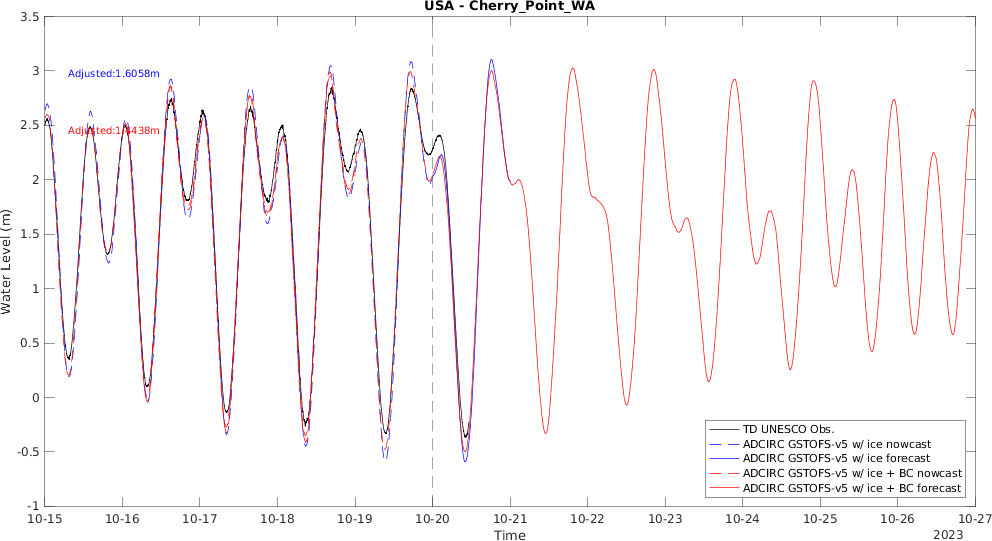 USA - Cherry_Point_WA
3.5
3
2.5
2
1.5
1
0.5
0
-0.5
-1
Water Level (m)
Adjusted:1.6058m
10-15 10-16 10-17 10-18 10-19 10-20 10-21 10-22 10-23 10-24 10-25 10-26 10-27
Time
2023
TD UNESCO Obs.
ADCIRC GSTOFS-v5 w/ ice nowcast
ADCIRC GSTOFS-v5 w/ ice forecast
ADCIRC GSTOFS-v5 w/ ice + BC nowcast
ADCIRC GSTOFS-v5 w/ ice + BC forecast